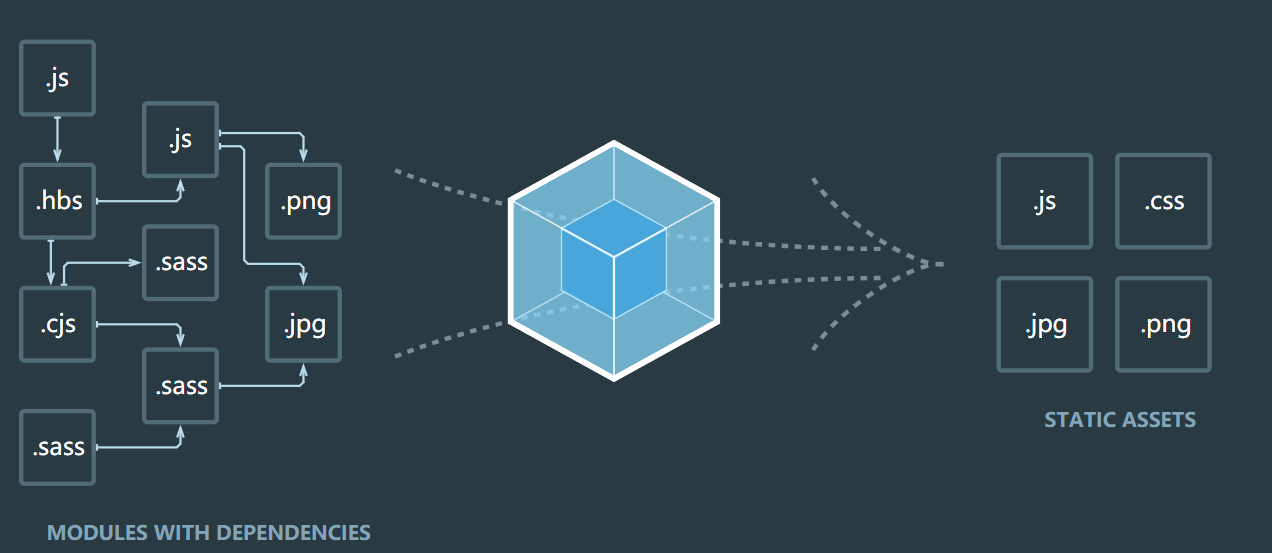 .js
.js
.hbs
.png
.sass
.cjs
.jpg
.sass
.sass
MODULES WITH DEPENDENCIES
.js
.css
.jpg
.png
STATIC ASSETS